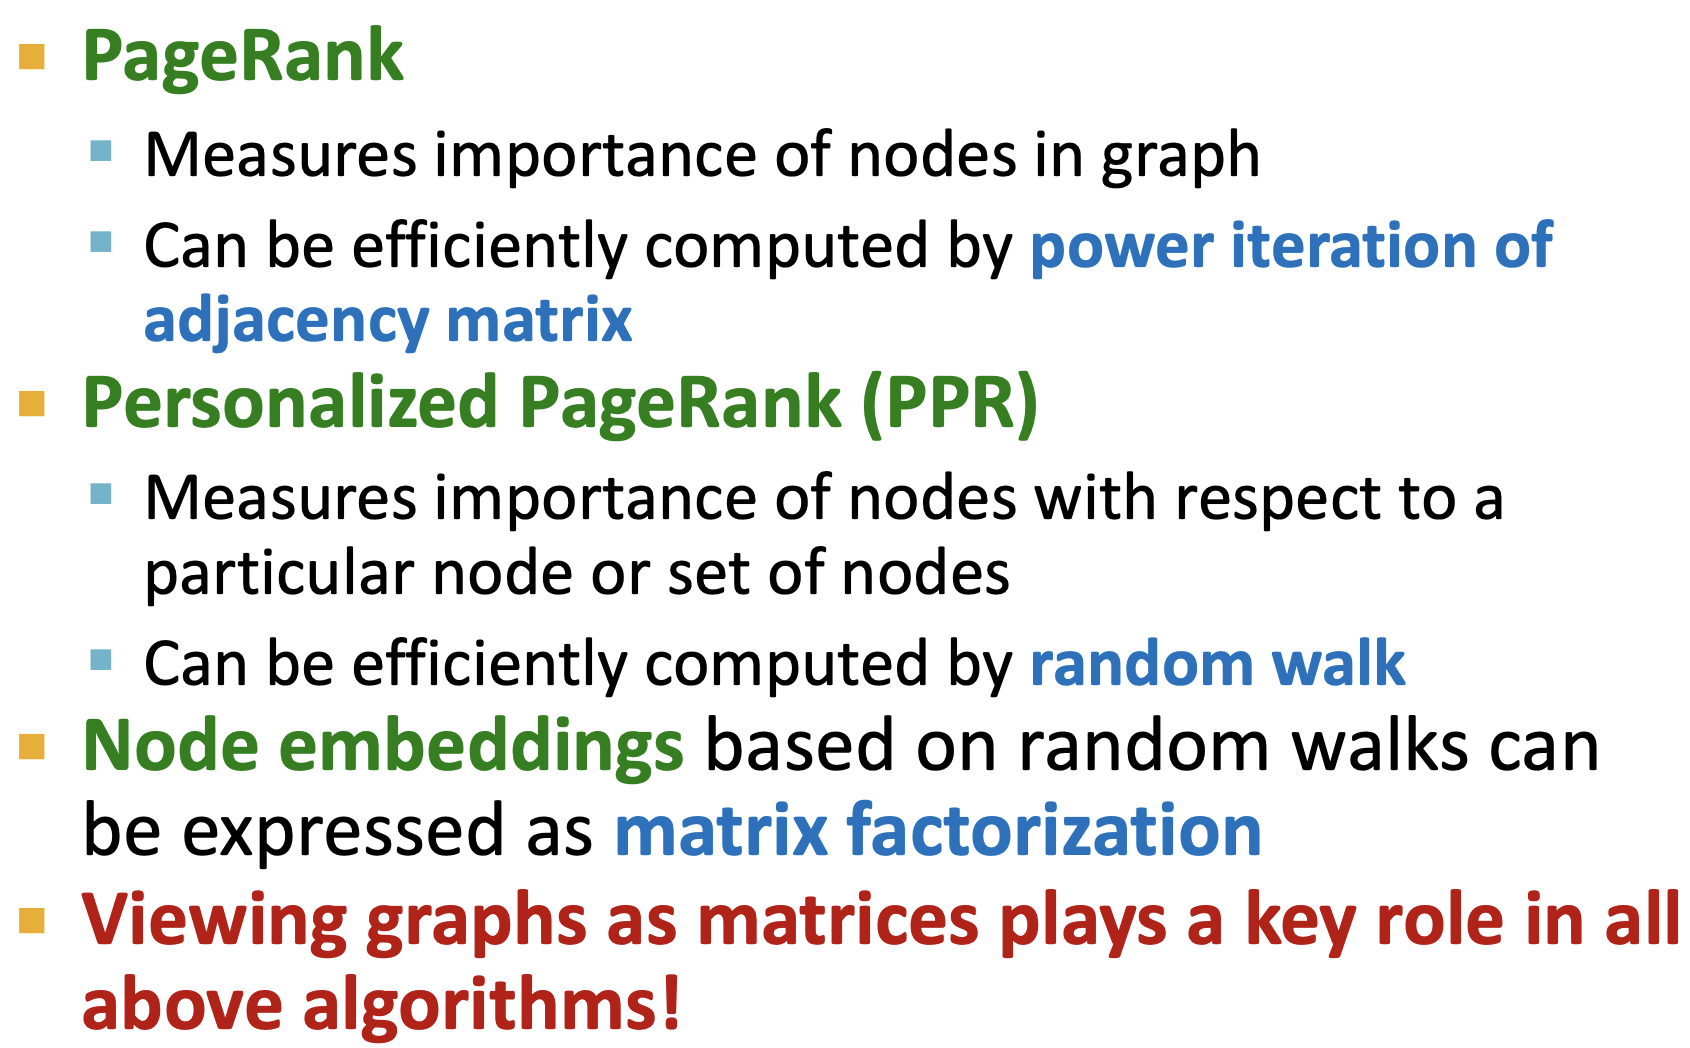 PageRank
Measures importance of nodes in graph
Can be efficiently computed by power iteration of
adjacency matrix
Personalized PageRank (PPR)
Measures importance of nodes with respect to a
particular node or set of nodes
Can be efficiently computed by random walk
Node embeddings based on random walks can
be expressed as matrix factorization
Viewing graphs as matrices plays a key role in all
above algorithms!